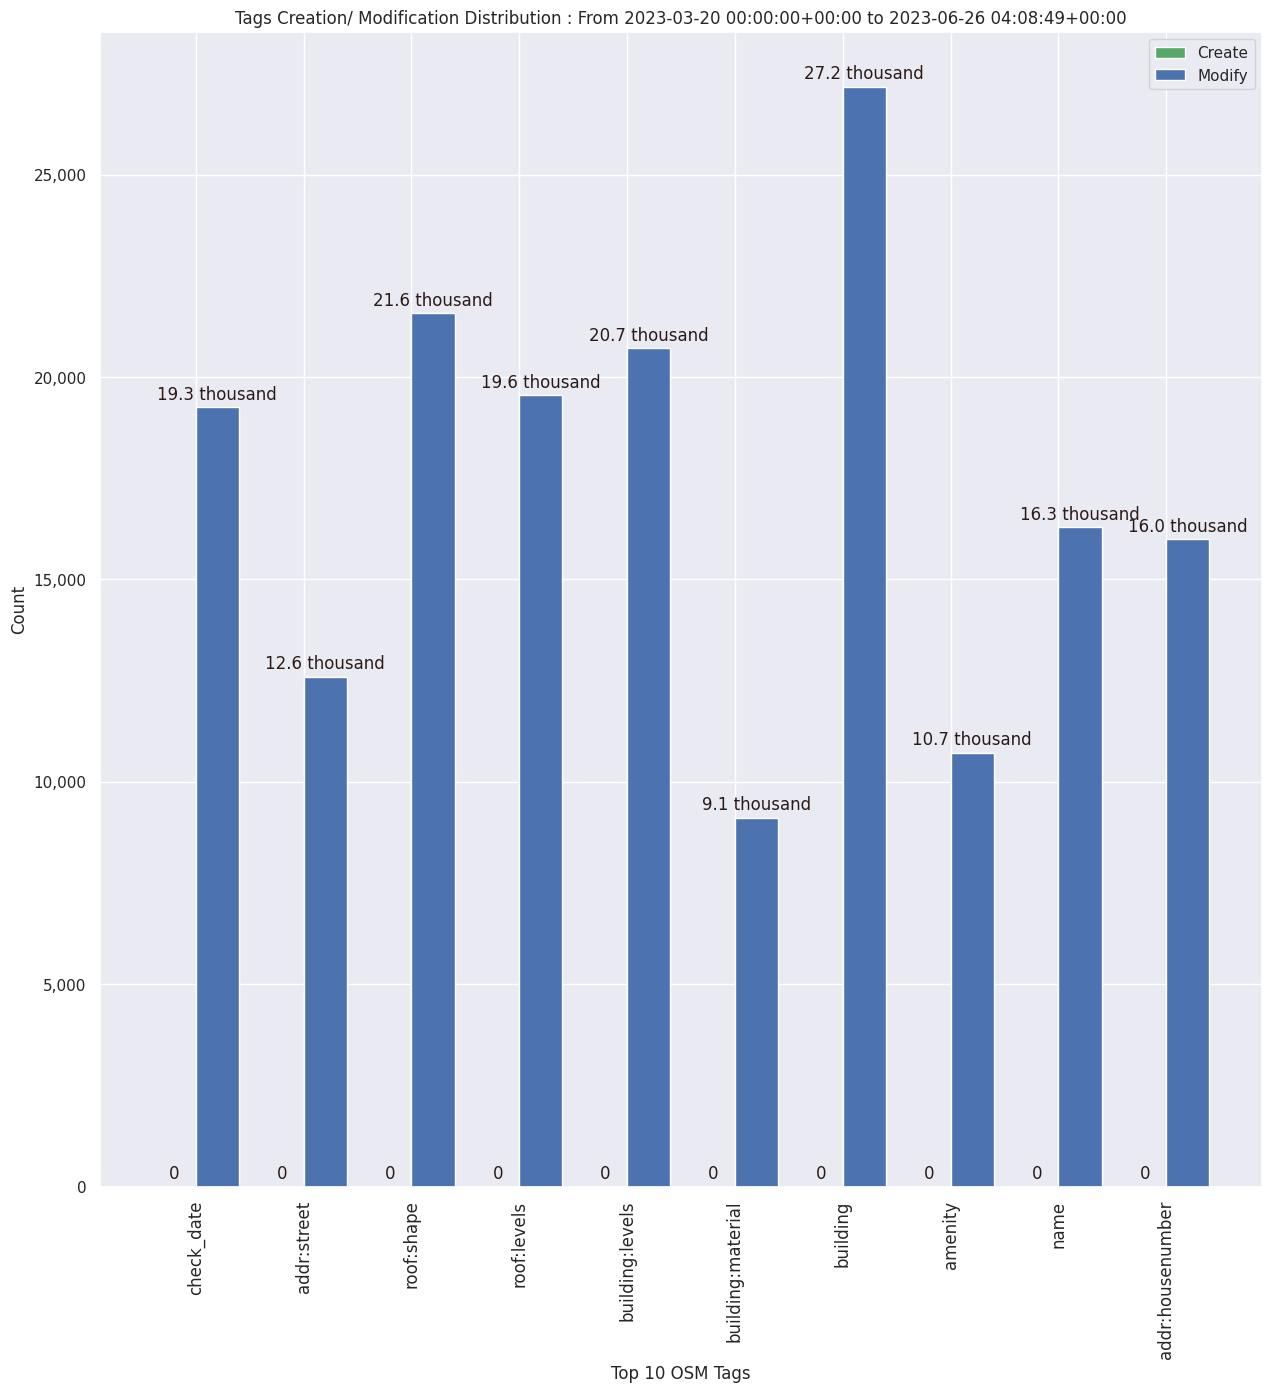 Tags Creation/ Modification Distribution : From 2023-03-20 00:00:00+00:00 to 2023-06-26 04:08:49+00:00
Create
Modify
27.2 thousand
25,000
21.6 thousand
20.7 thousand
20,000
19.6 thousand
19.3 thousand
16.3 thousand
16.0 thousand
15,000
Count
12.6 thousand
10.7 thousand
10,000
9.1 thousand
5,000
0 0 0 0 0 0 0 0 0 0
0
check_date
addr:street
roof:shape
roof:levels
building:levels
building:material
building
amenity
name
addr:housenumber
Top 10 OSM Tags